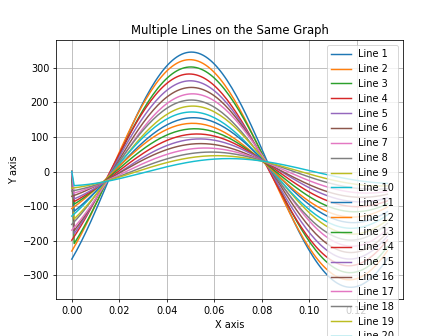 Multiple Lines on the Same Graph
Y axis
300
200
100
0
−100
−200
−300
0.00
0.02
0.04
0.06
0.08
0.10
X axis
Line 1
Line 2
Line 3
Line 4
Line 5
Line 6
Line 7
Line 8
Line 9
Line 10
Line 11
Line 12
Line 13
Line 14
Line 15
Line 16
Line 17
Line 18
Line 19
Line 20